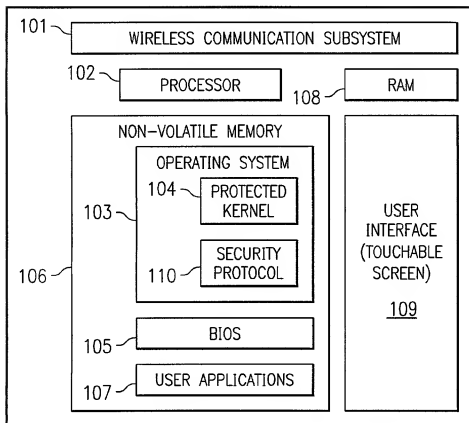 101
WIRELESS COMMUNICATION SUBSYSTEM
102
PROCESSOR
108
RAM
NON-VOLATILE MEMORY
OPERATING SYSTEM
104
PROTECTED
KERNEL
103
110
SECURITY
PROTOCOL
106
105
BIOS
107
USER APPLICATIONS
USER
INTERFACE
(TOUCHABLE
SCREEN)
109